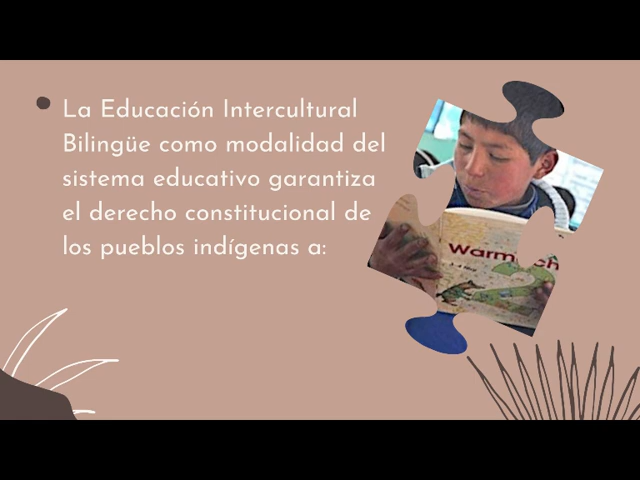 La Educación Intercultural
Bilingüe como modalidad del
sistema educativo garantiza
el derecho constitucional de
los pueblos indígenas a: